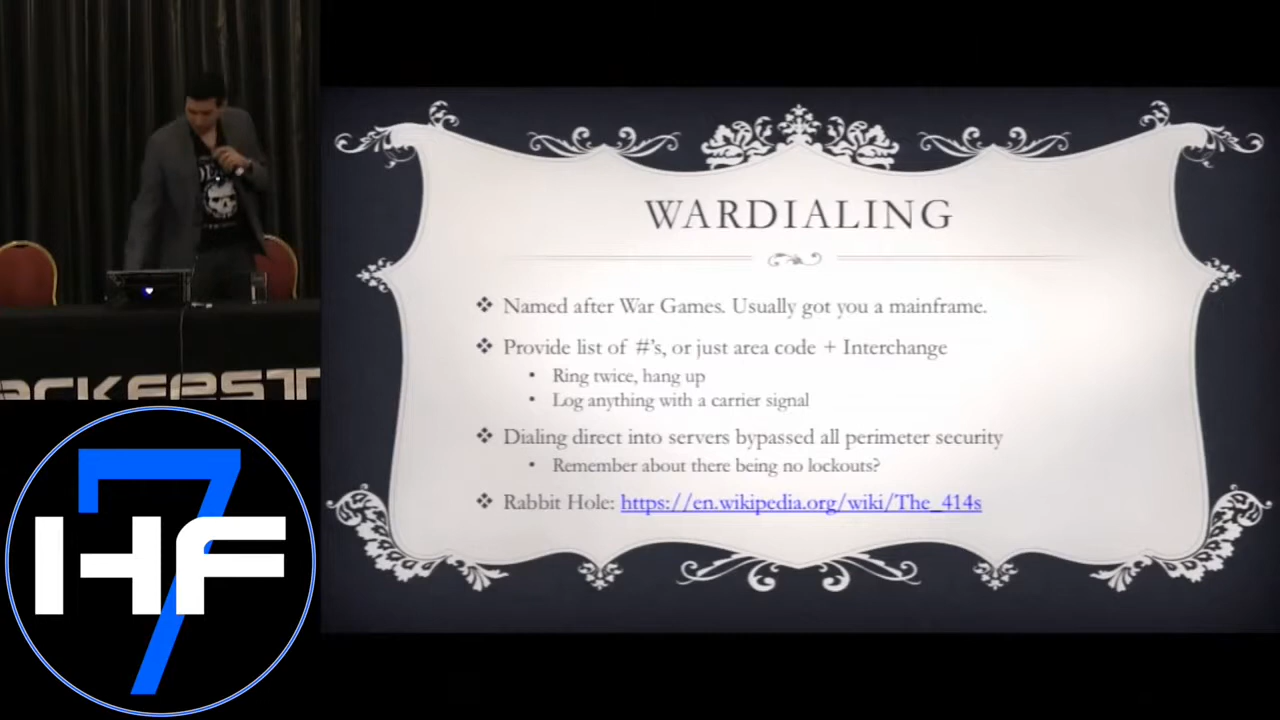 WARDIALING
❖ Named after War Games. Usually got you a mainframe.
❖ Provide list of #'s, or just area code + Interchange
• Ring twice, hang up
• Log anything with a carrier signal
❖ Dialing direct into servers bypassed all perimeter security
• Remember about there being no lockouts?
❖ Rabbit Hole: https://en.wikipedia.org/wiki/The_414s
ACKFEST
HF
7